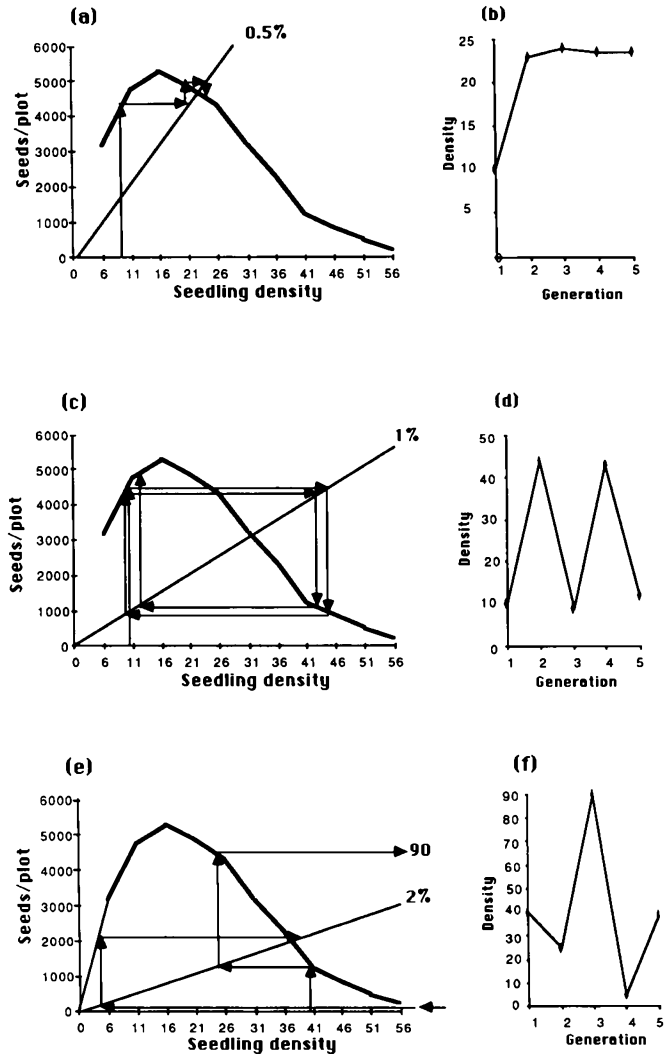 (a)
0.5%
6000
5000
4000
3000
2000
1000
0
Seeds/plot
0 6 11 16 21 26 31 36 41 46 51 56
Seedling density
(b)
25
20
15
10
5
Density
1 2 3 4 5
Generation
(c)
1%
6000
5000
4000
3000
2000
1000
0
Seeds/plot
0 6 11 16 21 26 31 36 41 46 51 56
Seedling density
(d)
50
40
30
20
10
0
Density
1 2 3 4 5
Generation
(e)
90
2%
6000
5000
4000
3000
2000
1000
0
Seeds/plot
0 6 11 16 21 26 31 36 41 46 51 56
Seedling density
(f)
90
80
70
60
50
40
30
20
10
0
Density
1 2 3 4 5
Generation